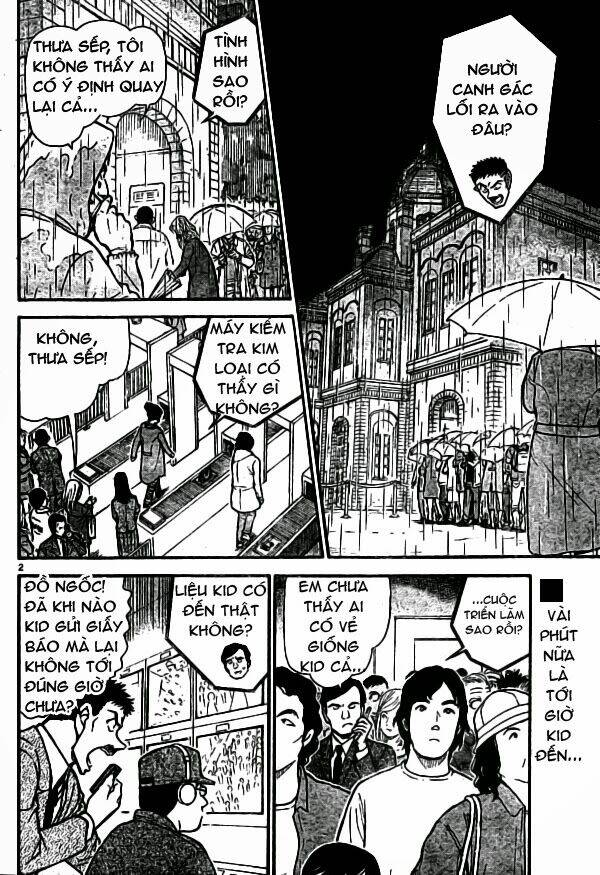 NGƯỜI
CANH GÁC
LỐI RA VÀO
ĐÂU?
TÌNH
HÌNH
SAO
RỒI?
THƯA SẾP, TÔI
KHÔNG THẤY AI
CÓ Ý ĐỊNH QUAY
LẠI CẢ...
MÁY KIỂM
TRA KIM
LOẠI CÓ
THẤY GÌ
KHÔNG?
KHÔNG,
THƯA SẾP!
2
VÀI
PHÚT
NỮA
LÀ
TỚI
GIỜ
KID
ĐẾN...
...CUỘC
TRIỂN LÃM
SAO RỒI?
EM CHƯA
THẤY AI
CÓ VẺ
GIỐNG
KID CẢ..
LIỆU KID CÓ
ĐẾN THẬT
KHÔNG?
ĐỒ NGỐC!
ĐÃ KHI NÀO
KID GỬI GIẤY
BÁO MÀ LẠI
KHÔNG TỚI
ĐÚNG GIỜ
CHƯA?